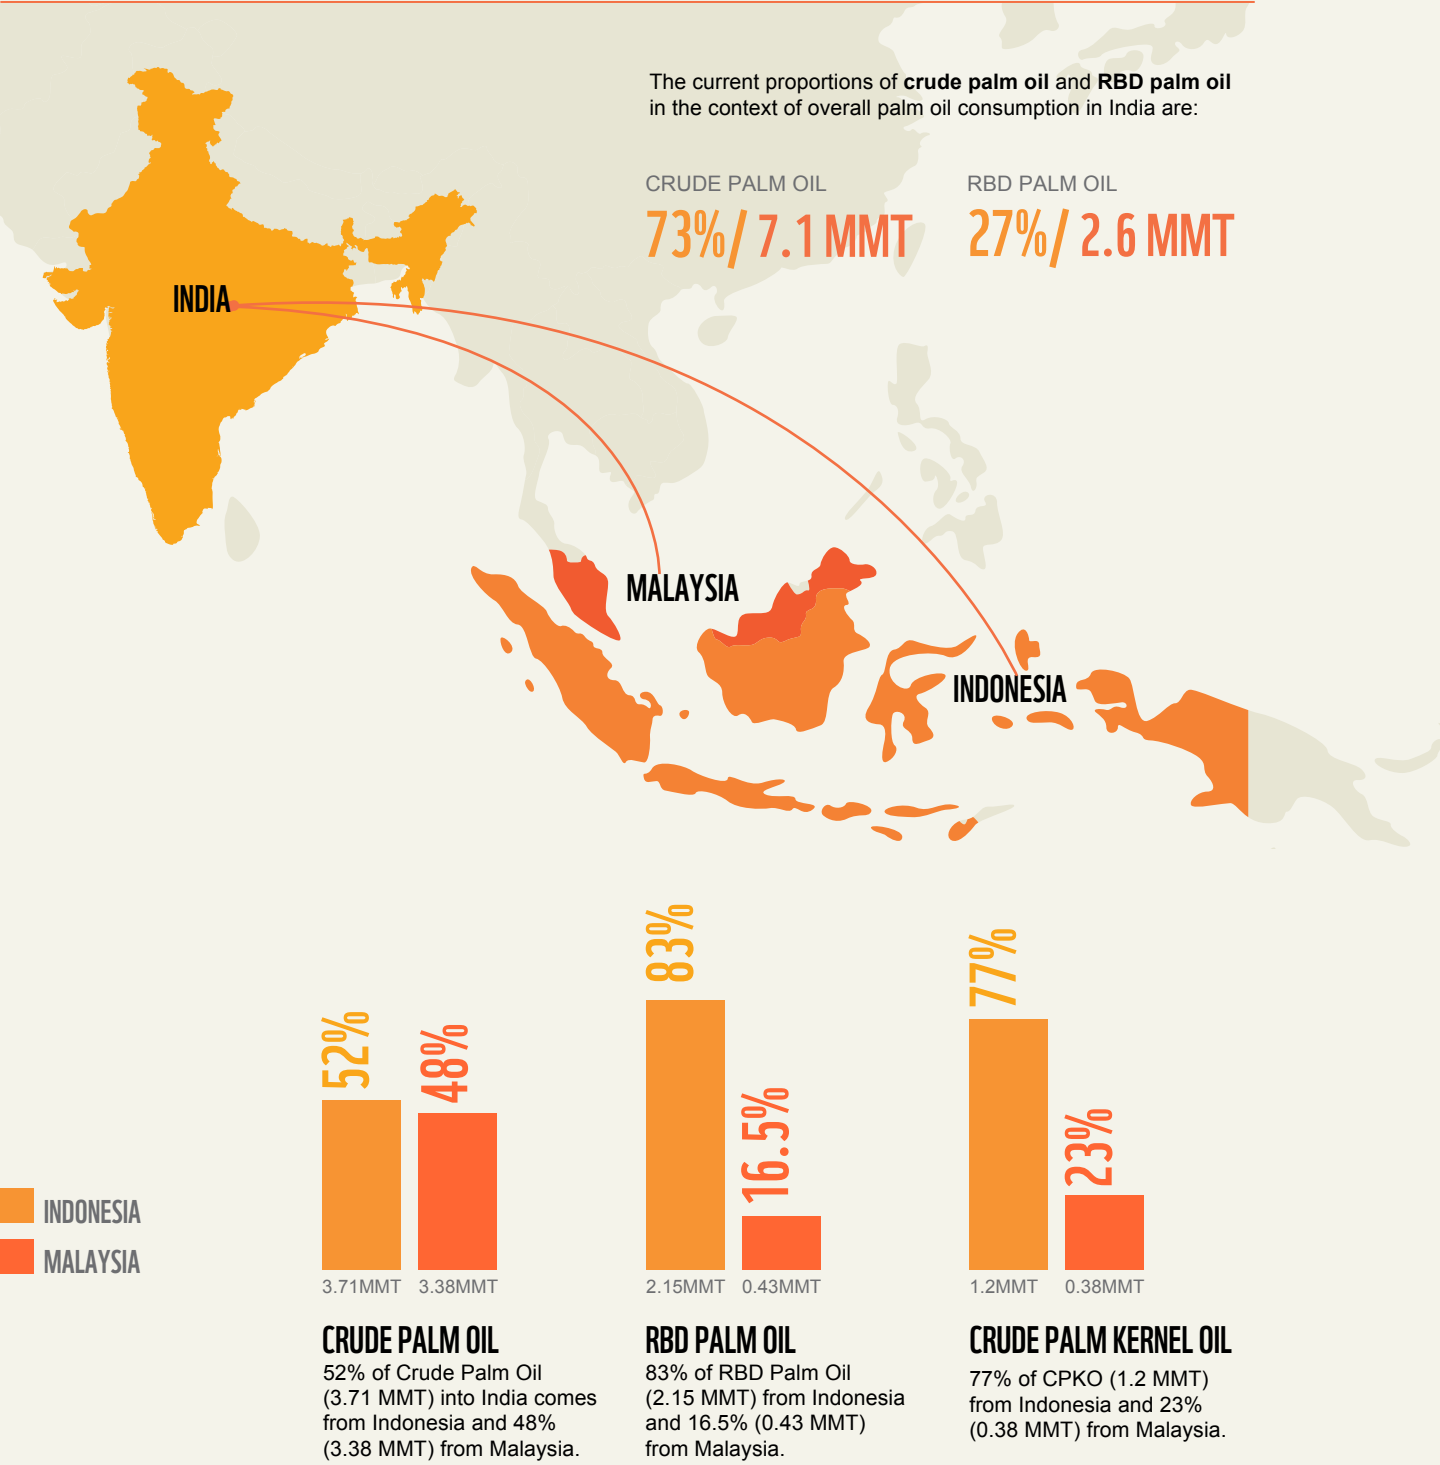 The current proportions of crude palm oil and RBD palm oil
in the context of overall palm oil consumption in India are:
CRUDE PALM OIL
73%/ 7.1 MMT
RBD PALM OIL
27%/ 2.6 MMT
INDIA
MALAYSIA
INDONESIA
INDONESIA
MALAYSIA
52%
48%
3.71MMT 3.38MMT
CRUDE PALM OIL
52% of Crude Palm Oil
(3.71 MMT) into India comes
from Indonesia and 48%
(3.38 MMT) from Malaysia.
83%
16.5%
2.15MMT 0.43MMT
RBD PALM OIL
83% of RBD Palm Oil
(2.15 MMT) from Indonesia
and 16.5% (0.43 MMT)
from Malaysia.
77%
23%
1.2MMT 0.38MMT
CRUDE PALM KERNEL OIL
77% of CPKO (1.2 MMT)
from Indonesia and 23%
(0.38 MMT) from Malaysia.